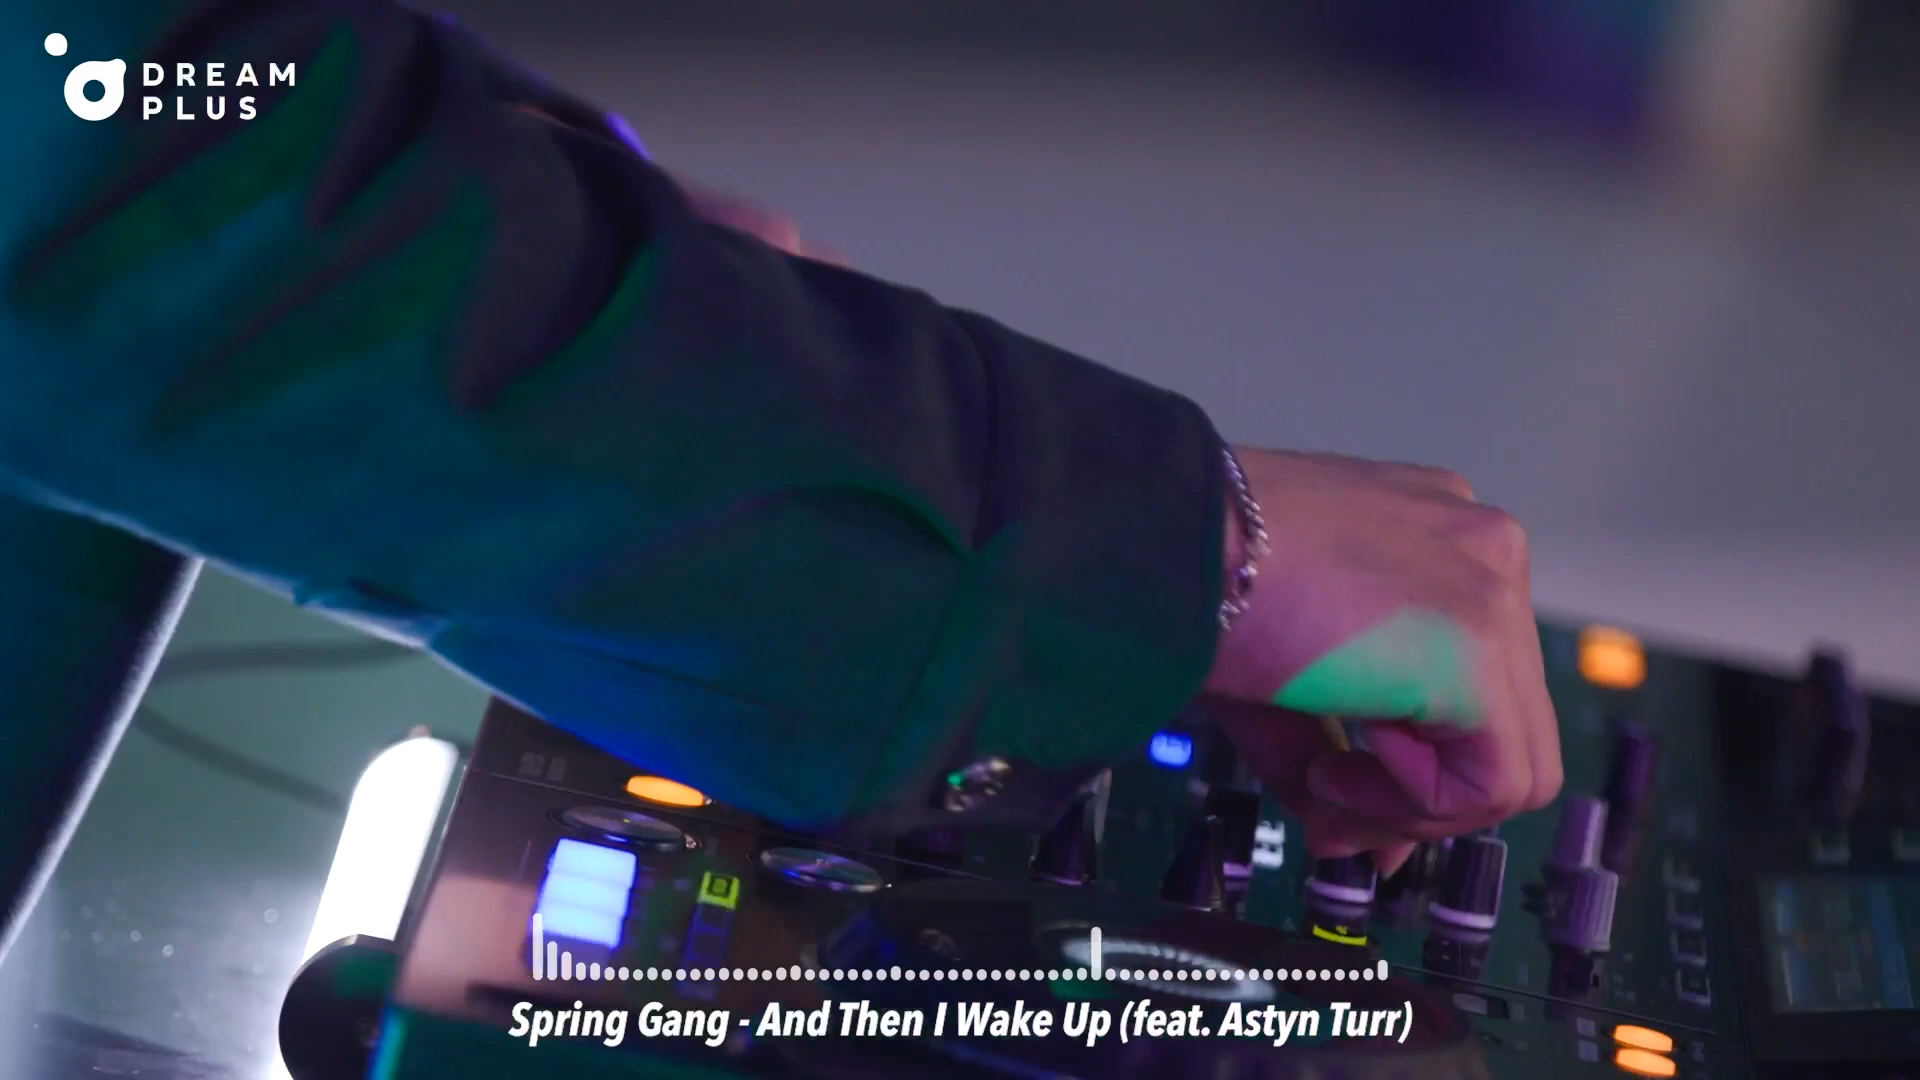 DREAM
PLUS
Spring Gang - And Then I Wake Up (feat. Astyn Turr)